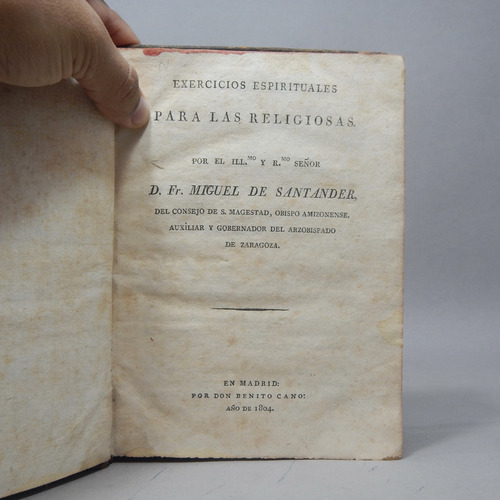 EXERCICIOS ESPIRITUALES
PARA LAS RELIGIOSAS.
POR EL ILL.MO Y R.MO SEÑOR
D. Fr. MIGUEL DE SANTANDER,
DEL CONSEJO DE S. MAGESTAD, OBISPO AMIZONENSE,
AUXÎLIAR Y GOBERNADOR DEL ARZOBISPADO
DE ZARAGOZA.
EN MADRID:
POR DON BENITO CANO:
AÑO DE 1804.